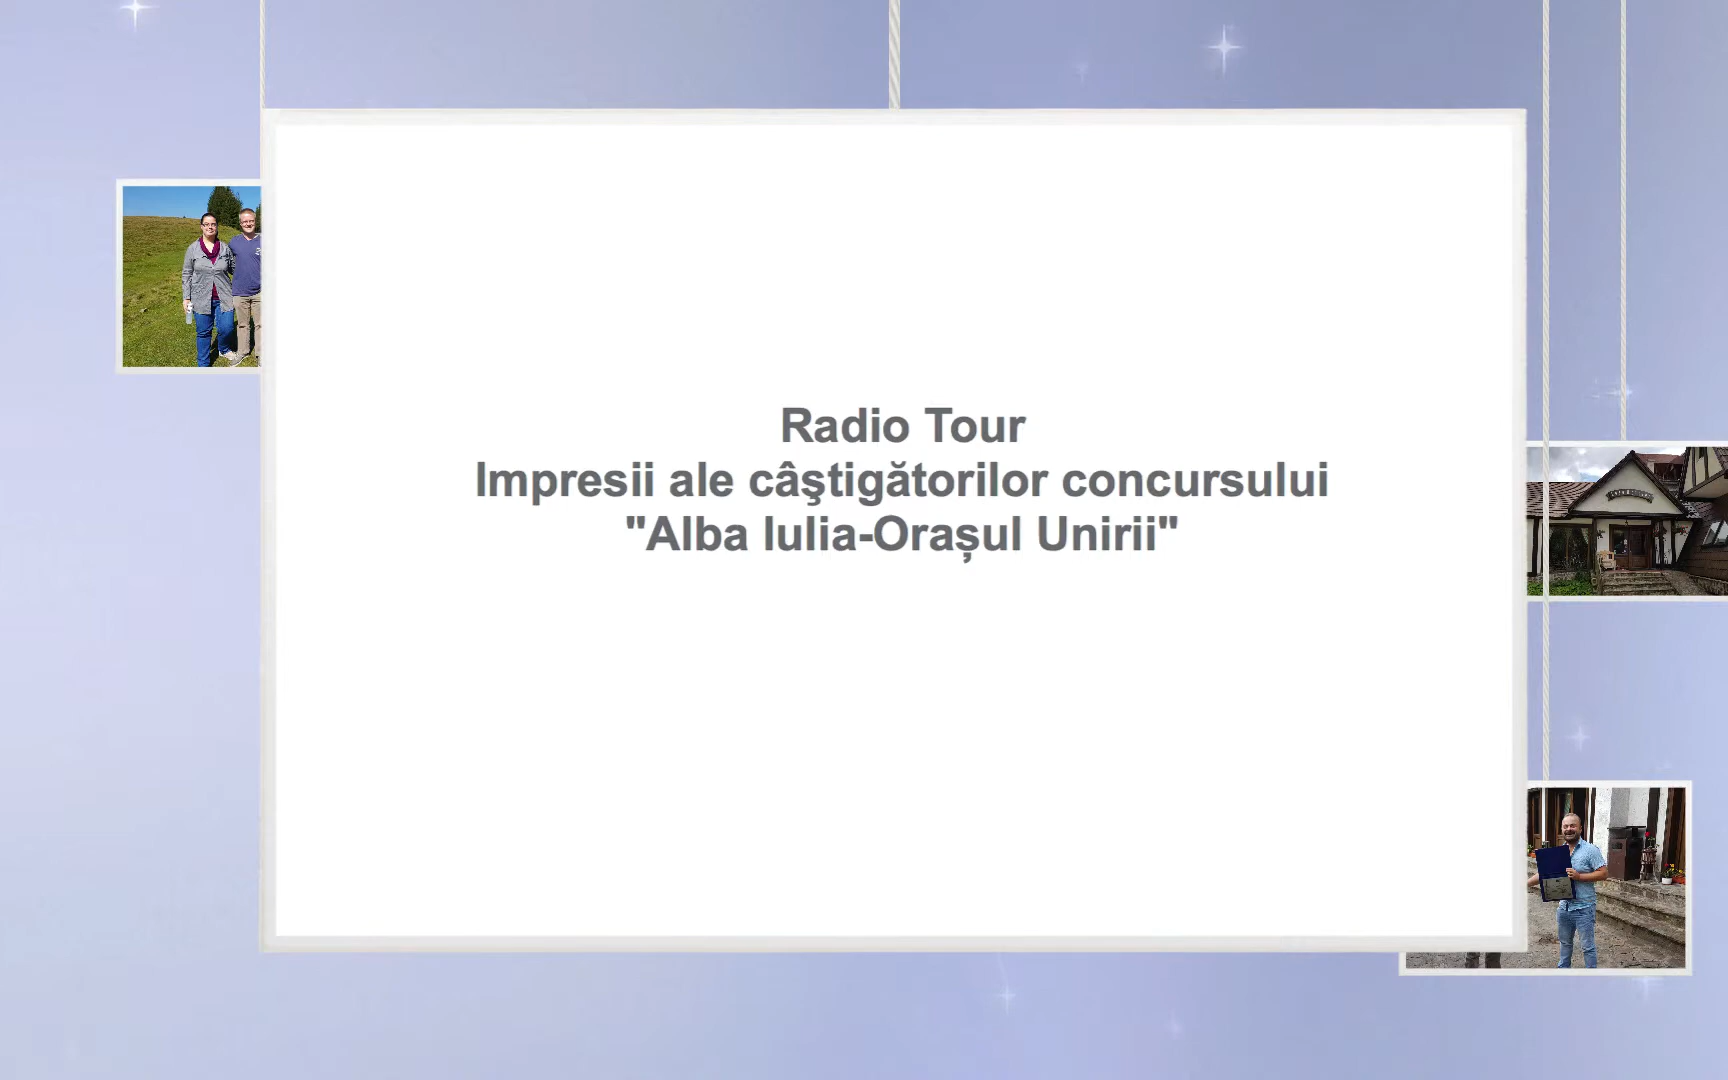 Radio Tour
Impresii ale câştigătorilor concursului
"Alba Iulia-Orașul Unirii"